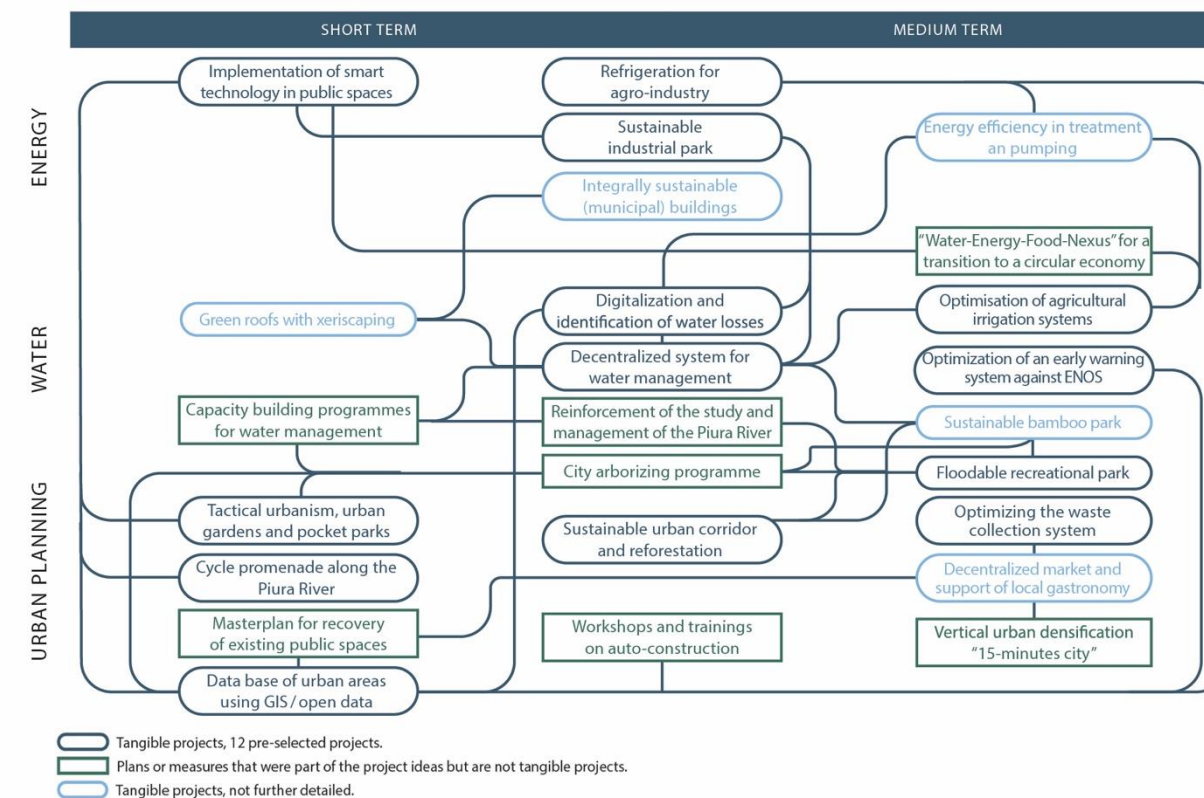 SHORT TERM
MEDIUM TERM
ENERGY
Implementation of smart
technology in public spaces
Refrigeration for
agro-industry
Sustainable
industrial park
Energy efficiency in treatment
an pumping
Integrally sustainable
(municipal) buildings
"Water-Energy-Food-Nexus" for a
transition to a circular economy
WATER
Green roofs with xeriscaping
Digitalization and
identification of water losses
Optimisation of agricultural
irrigation systems
Decentralized system for
water management
Optimization of an early warning
system against ENOS
Capacity building programmes
for water management
Reinforcement of the study and
management of the Piura River
Sustainable bamboo park
URBAN PLANNING
City arborizing programme
Floodable recreational park
Tactical urbanism, urban
gardens and pocket parks
Sustainable urban corridor
and reforestation
Optimizing the waste
collection system
Cycle promenade along the
Piura River
Decentralized market and
support of local gastronomy
Masterplan for recovery
of existing public spaces
Workshops and trainings
on auto-construction
Vertical urban densification
"15-minutes city"
Data base of urban areas
using GIS / open data
Tangible projects, 12 pre-selected projects.
Plans or measures that were part of the project ideas but are not tangible projects.
Tangible projects, not further detailed.